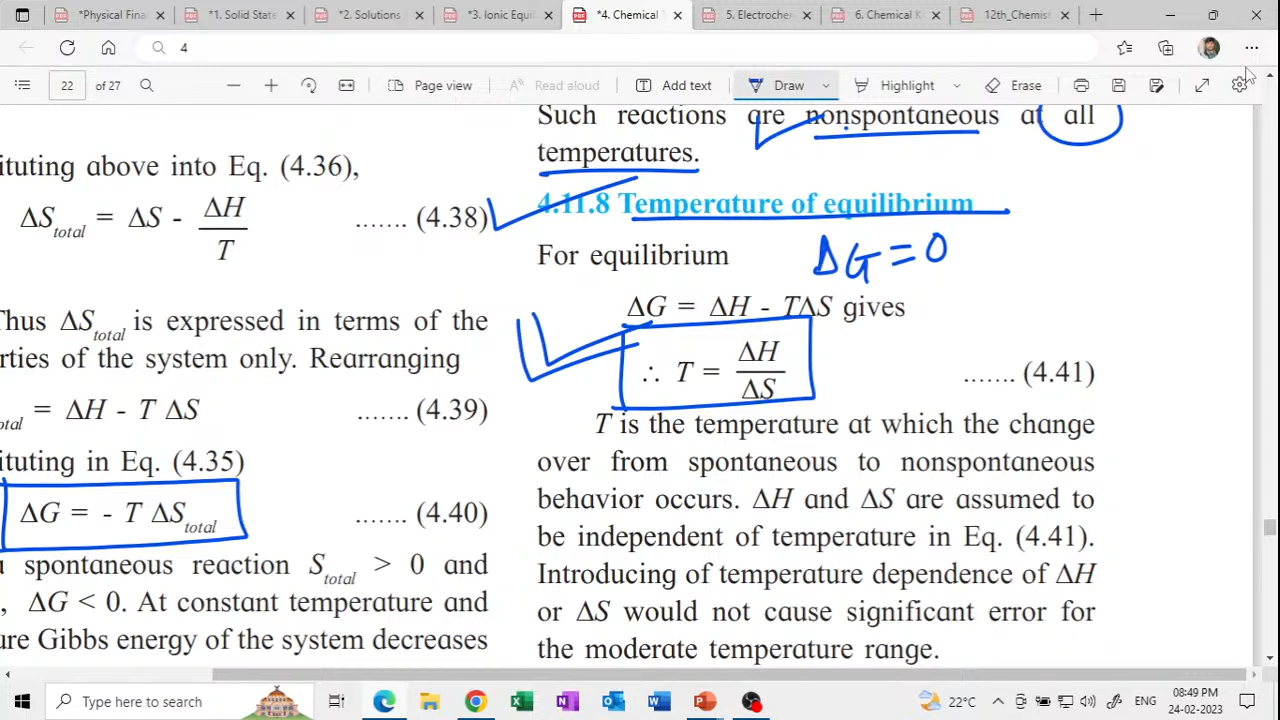 *Physical Fina
*1. Solid State
*2. Solutions
*3. Ionic Equil
*4. Chemical T
5. Electrochem
6. Chemical K
12th_Chemist
4
22 of 27
Page view
Read aloud
Add text
Draw
Highlight
Erase
ituting above into Eq. (4.36),
ΔS_total = ΔS - ΔH/T ....... (4.38)
Thus ΔS_total is expressed in terms of the
rties of the system only. Rearranging
otal = ΔH - T ΔS ....... (4.39)
ituting in Eq. (4.35)
ΔG = - T ΔS_total ....... (4.40)
a spontaneous reaction S_total > 0 and
, ΔG < 0. At constant temperature and
ure Gibbs energy of the system decreases
Such reactions are nonspontaneous at all
temperatures.
4.11.8 Temperature of equilibrium
For equilibrium ΔG = 0
ΔG = ΔH - TΔS gives
∴ T = ΔH/ΔS ....... (4.41)
T is the temperature at which the change
over from spontaneous to nonspontaneous
behavior occurs. ΔH and ΔS are assumed to
be independent of temperature in Eq. (4.41).
Introducing of temperature dependence of ΔH
or ΔS would not cause significant error for
the moderate temperature range.
Type here to search
22°C
ENG
08:49 PM
24-02-2023